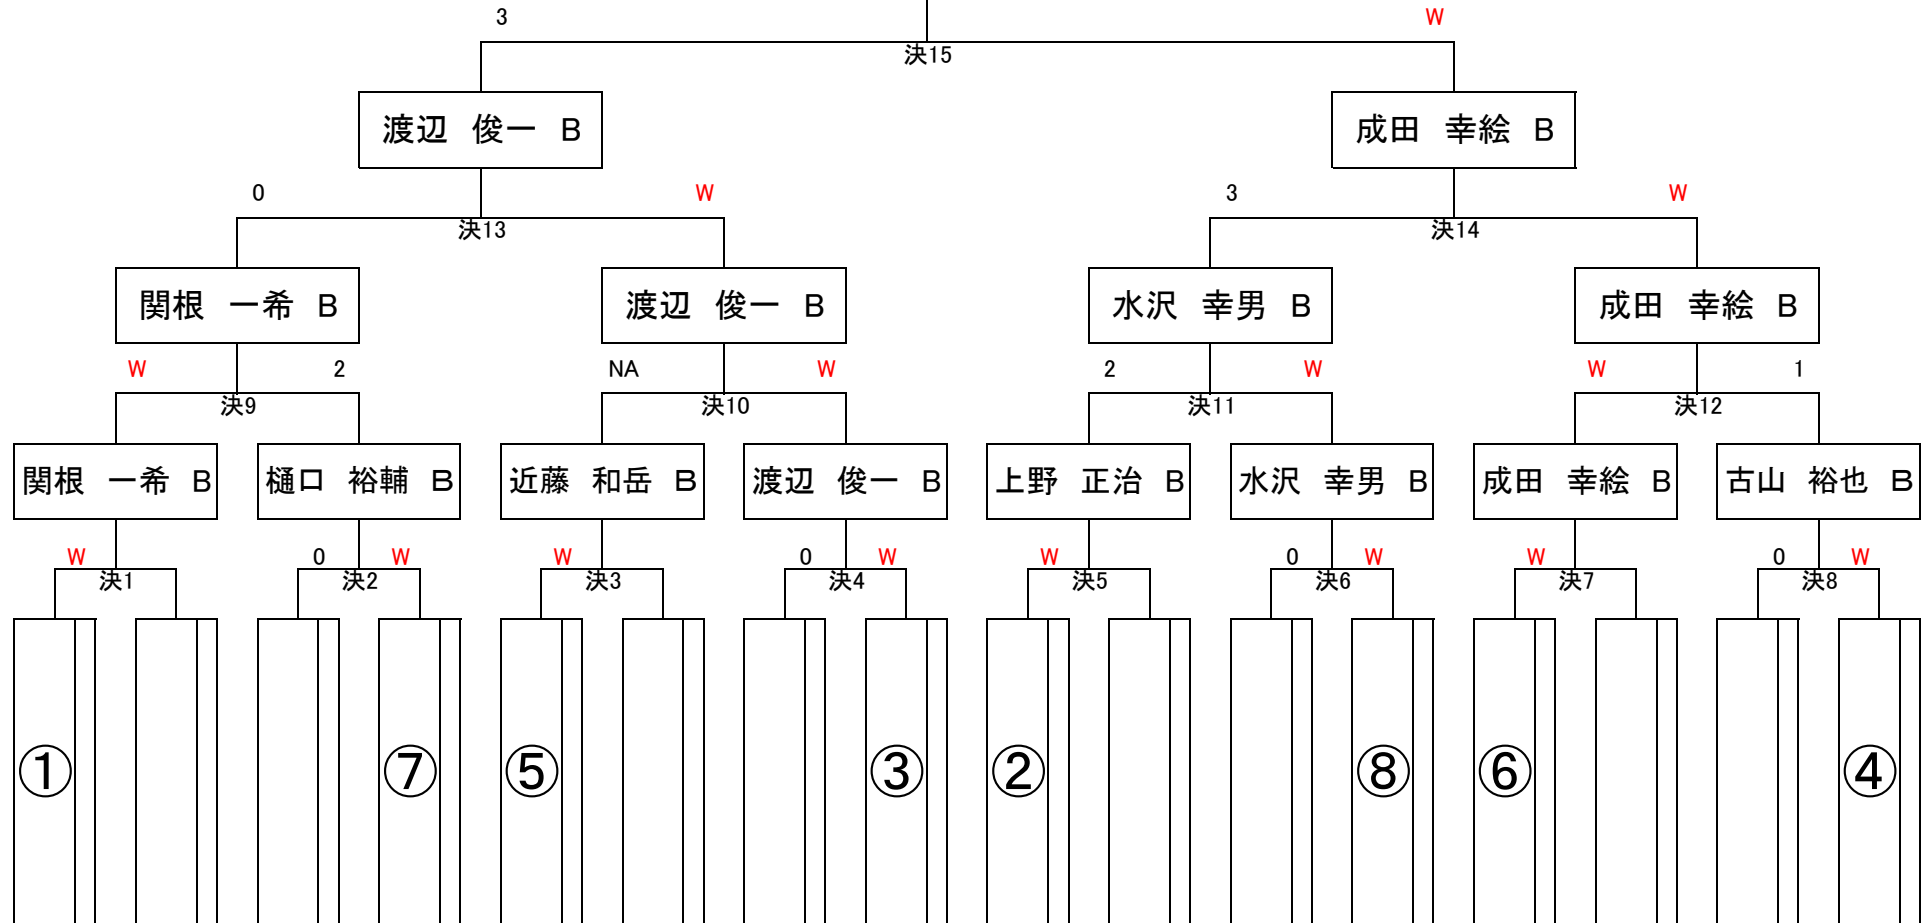 3 W
決15
渡辺 俊一 B 成田 幸絵 B
0 W 3 W
決13 決14
関根 一希 B 渡辺 俊一 B 水沢 幸男 B 成田 幸絵 B
W 2 NA W 2 W W 1
決9 決10 決11 決12
関根 一希 B 樋口 裕輔 B 近藤 和岳 B 渡辺 俊一 B 上野 正治 B 水沢 幸男 B 成田 幸絵 B 古山 裕也 B
W 0 W W 0 W W 0 W W 0 W
決1 決2 決3 決4 決5 決6 決7 決8
① ⑦ ⑤ ③ ② ⑧ ⑥ ④